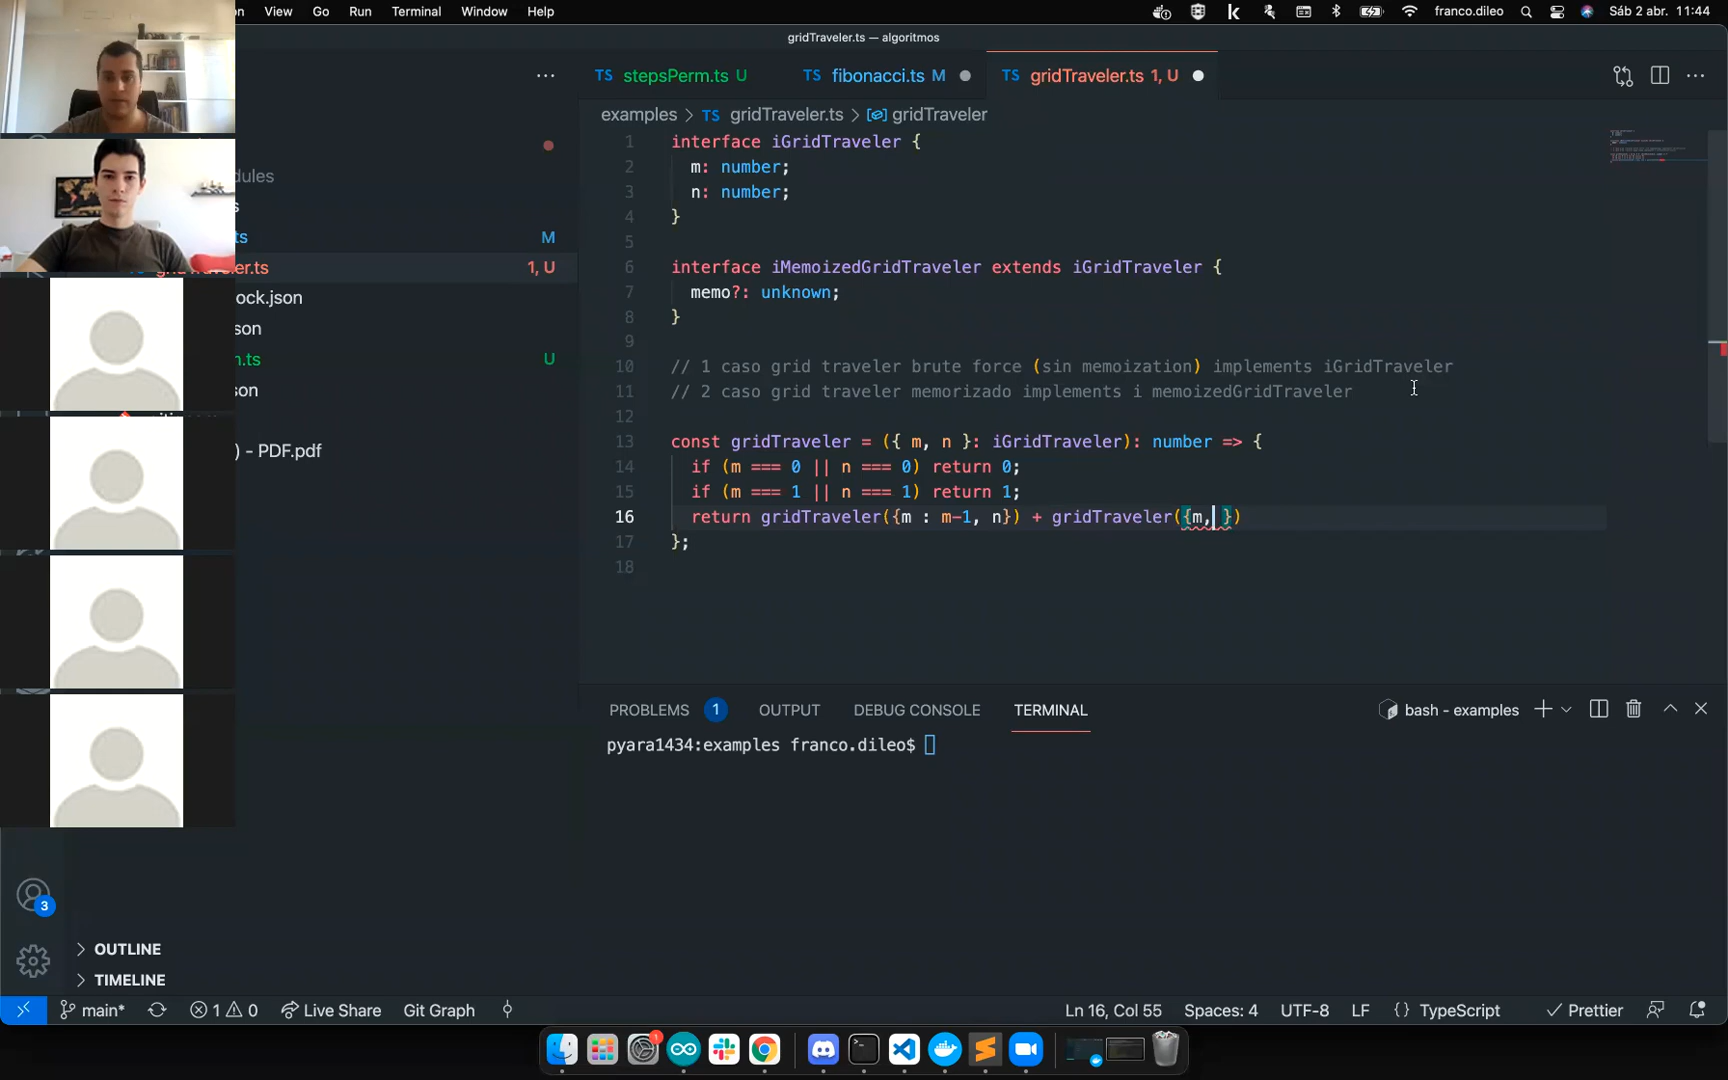 on View Go Run Terminal Window Help
franco.dileo Sáb 2 abr. 11:44
gridTraveler.ts — algoritmos
TS stepsPerm.ts U TS fibonacci.ts M TS gridTraveler.ts 1, U
examples > TS gridTraveler.ts > gridTraveler
dules
s
ts M
er.ts 1, U
ock.json
son
n.ts U
son
) - PDF.pdf
1 interface iGridTraveler {
2 m: number;
3 n: number;
4 }
5
6 interface iMemoizedGridTraveler extends iGridTraveler {
7 memo?: unknown;
8 }
9
10 // 1 caso grid traveler brute force (sin memoization) implements iGridTraveler
11 // 2 caso grid traveler memorizado implements i memoizedGridTraveler
12
13 const gridTraveler = ({ m, n }: iGridTraveler): number => {
14 if (m === 0 || n === 0) return 0;
15 if (m === 1 || n === 1) return 1;
16 return gridTraveler({m : m-1, n}) + gridTraveler({m, })
17 };
18
PROBLEMS 1 OUTPUT DEBUG CONSOLE TERMINAL bash - examples
pyara1434:examples franco.dileo$
3
OUTLINE
TIMELINE
main* 1 0 Live Share Git Graph Ln 16, Col 55 Spaces: 4 UTF-8 LF {} TypeScript Prettier
1